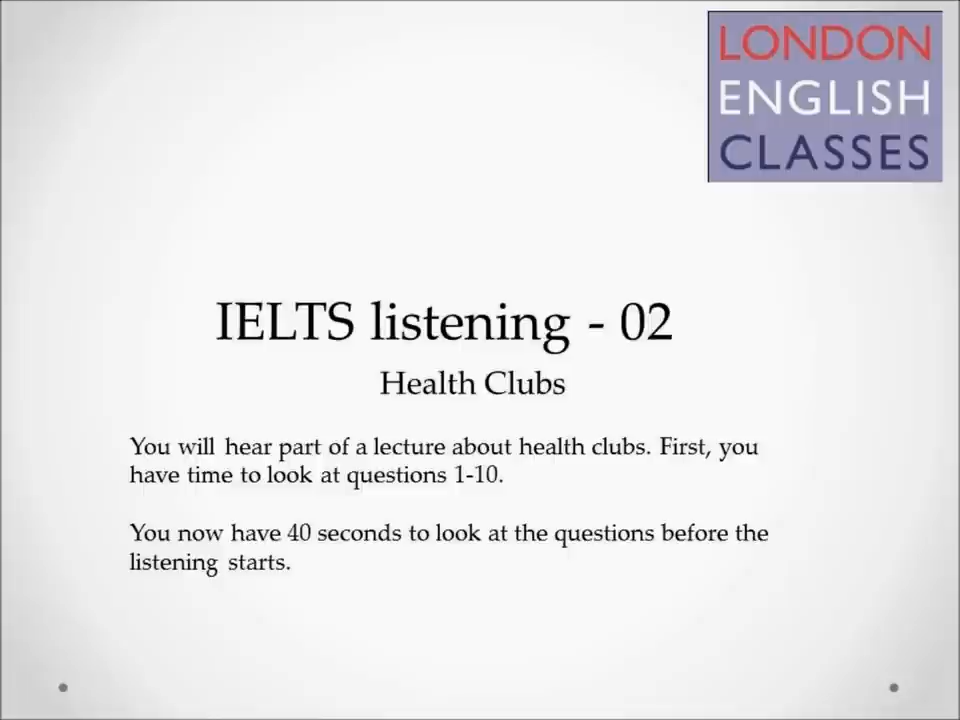 LONDON
ENGLISH
CLASSES
IELTS listening - 02
Health Clubs
You will hear part of a lecture about health clubs. First, you
have time to look at questions 1-10.
You now have 40 seconds to look at the questions before the
listening starts.